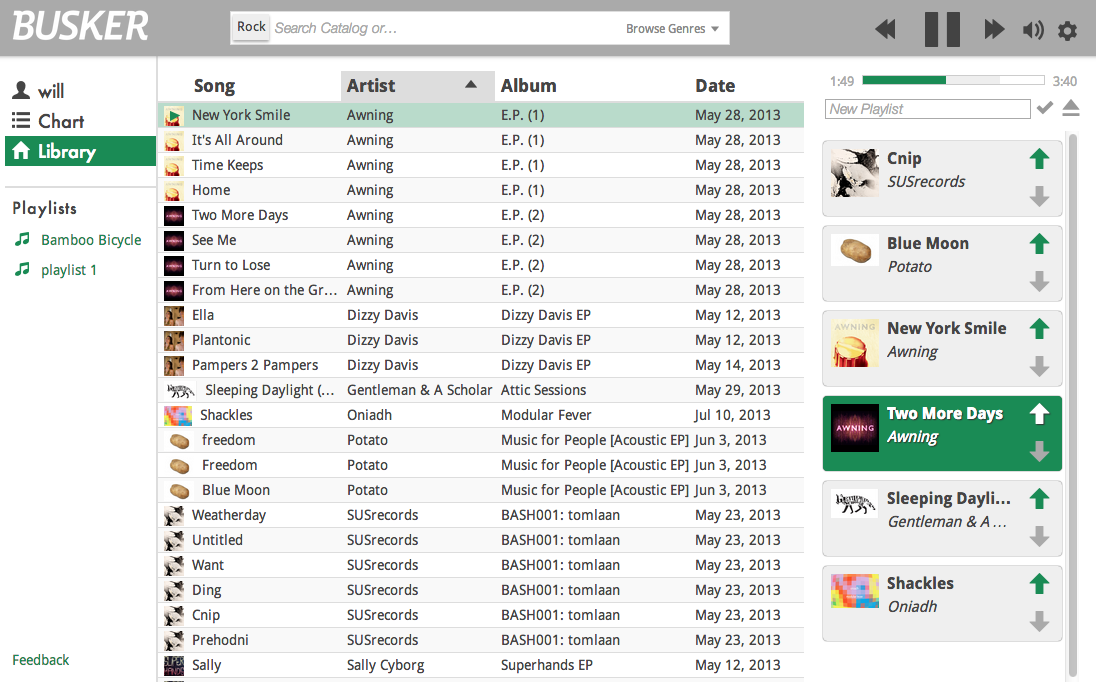 BUSKER
Rock Search Catalog or... Browse Genres
will
Chart
Library
Playlists
Bamboo Bicycle
playlist 1
Feedback
Song Artist Album Date
New York Smile Awning E.P. (1) May 28, 2013
It's All Around Awning E.P. (1) May 28, 2013
Time Keeps Awning E.P. (1) May 28, 2013
Home Awning E.P. (1) May 28, 2013
Two More Days Awning E.P. (2) May 28, 2013
See Me Awning E.P. (2) May 28, 2013
Turn to Lose Awning E.P. (2) May 28, 2013
From Here on the Gr... Awning E.P. (2) May 28, 2013
Ella Dizzy Davis Dizzy Davis EP May 12, 2013
Plantonic Dizzy Davis Dizzy Davis EP May 12, 2013
Pampers 2 Pampers Dizzy Davis Dizzy Davis EP May 14, 2013
Sleeping Daylight (... Gentleman & A Scholar Attic Sessions May 29, 2013
Shackles Oniadh Modular Fever Jul 10, 2013
freedom Potato Music for People [Acoustic EP] Jun 3, 2013
Freedom Potato Music for People [Acoustic EP] Jun 3, 2013
Blue Moon Potato Music for People [Acoustic EP] Jun 3, 2013
Weatherday SUSrecords BASH001: tomlaan May 23, 2013
Untitled SUSrecords BASH001: tomlaan May 23, 2013
Want SUSrecords BASH001: tomlaan May 23, 2013
Ding SUSrecords BASH001: tomlaan May 23, 2013
Cnip SUSrecords BASH001: tomlaan May 23, 2013
Prehodni SUSrecords BASH001: tomlaan May 23, 2013
Sally Sally Cyborg Superhands EP May 12, 2013
1:49 3:40
New Playlist
Cnip
SUSrecords
Blue Moon
Potato
AWNING
New York Smile
Awning
AWNING
Two More Days
Awning
Sleeping Dayli...
Gentleman & A ...
Shackles
Oniadh